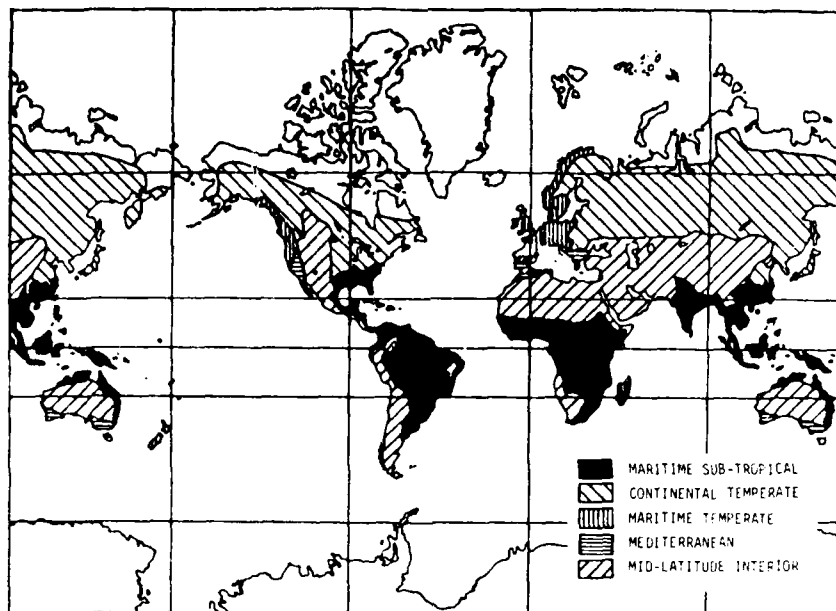 MARITIME SUB-TROPICAL
CONTINENTAL TEMPERATE
MARITIME TEMPERATE
MEDITERRANEAN
MID-LATITUDE INTERIOR